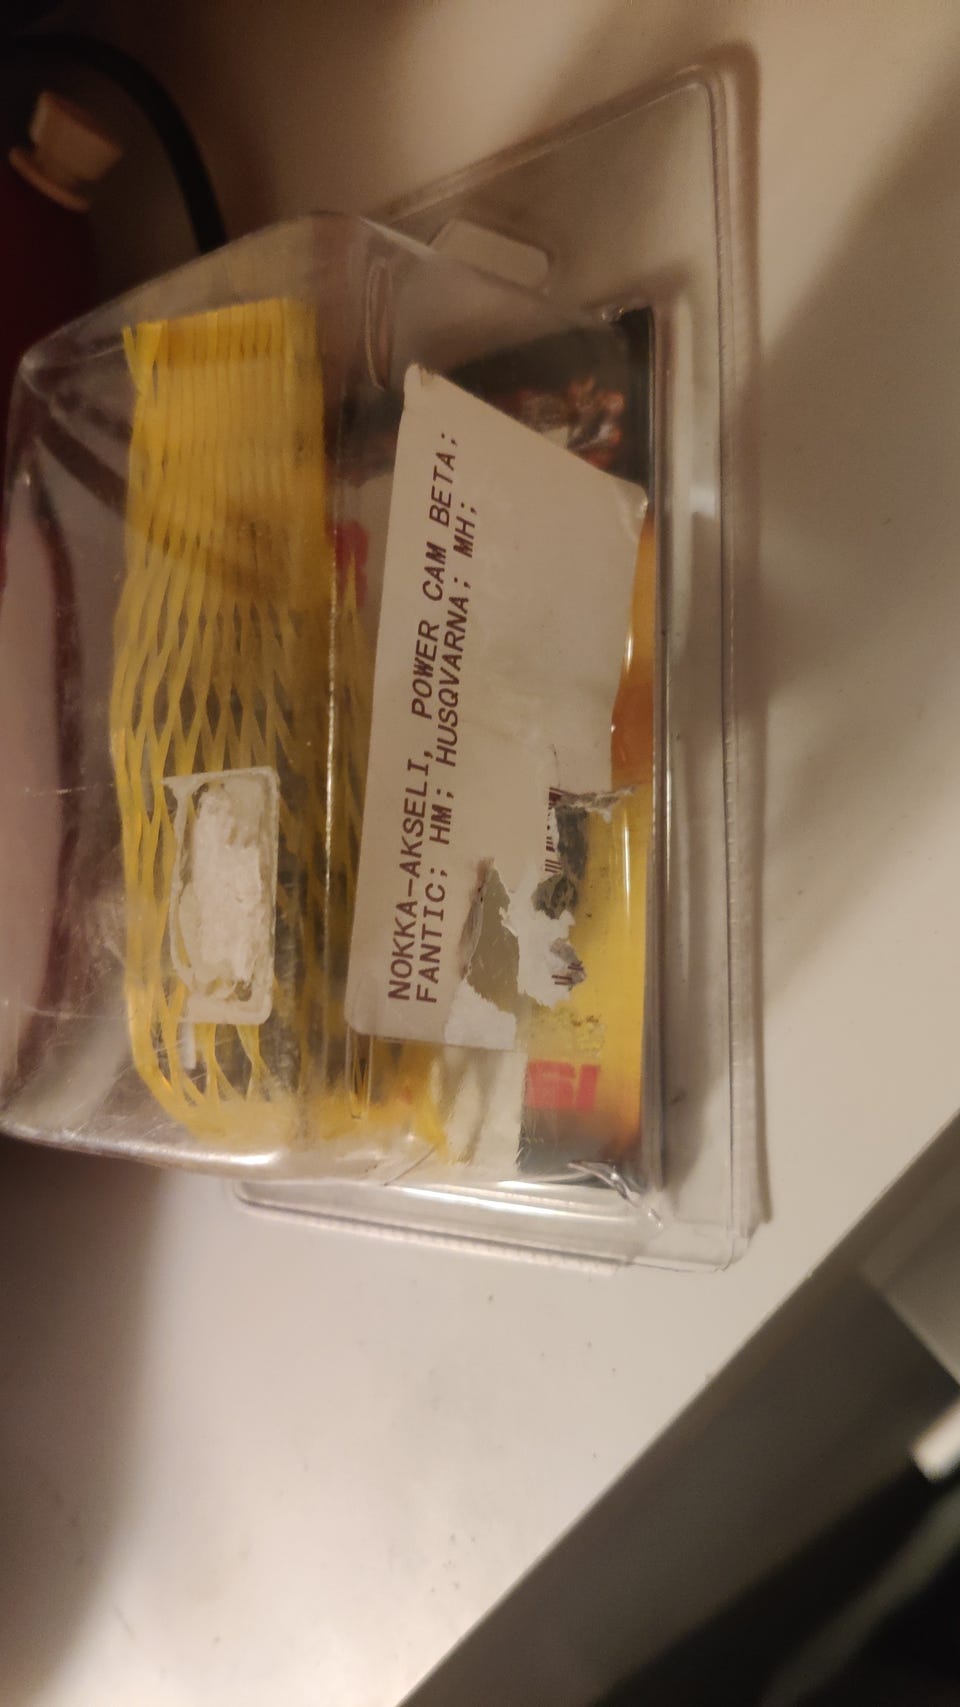 NOKKA-AKSELI, POWER CAM BETA;
FANTIC; HM; HUSQVARNA; MH;